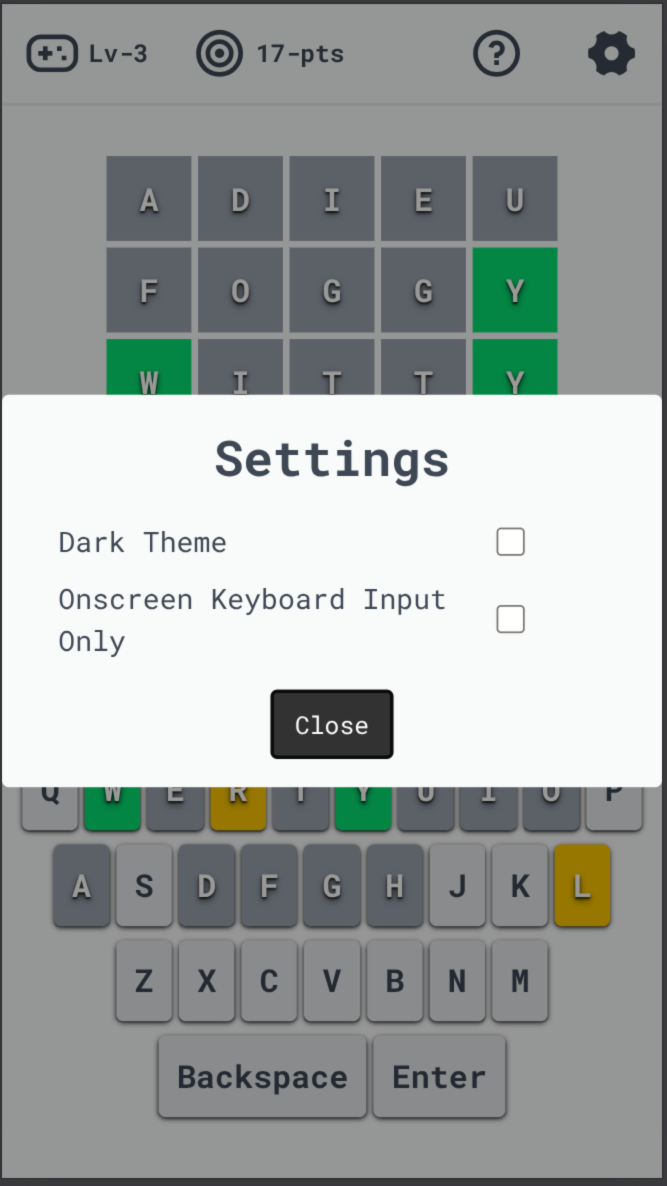 Lv-3 17-pts ?
A D I E U
F O G G Y
W I T T Y
Settings
Dark Theme
Onscreen Keyboard Input
Only
Close
Q W E R T Y U I O P
A S D F G H J K L
Z X C V B N M
Backspace Enter